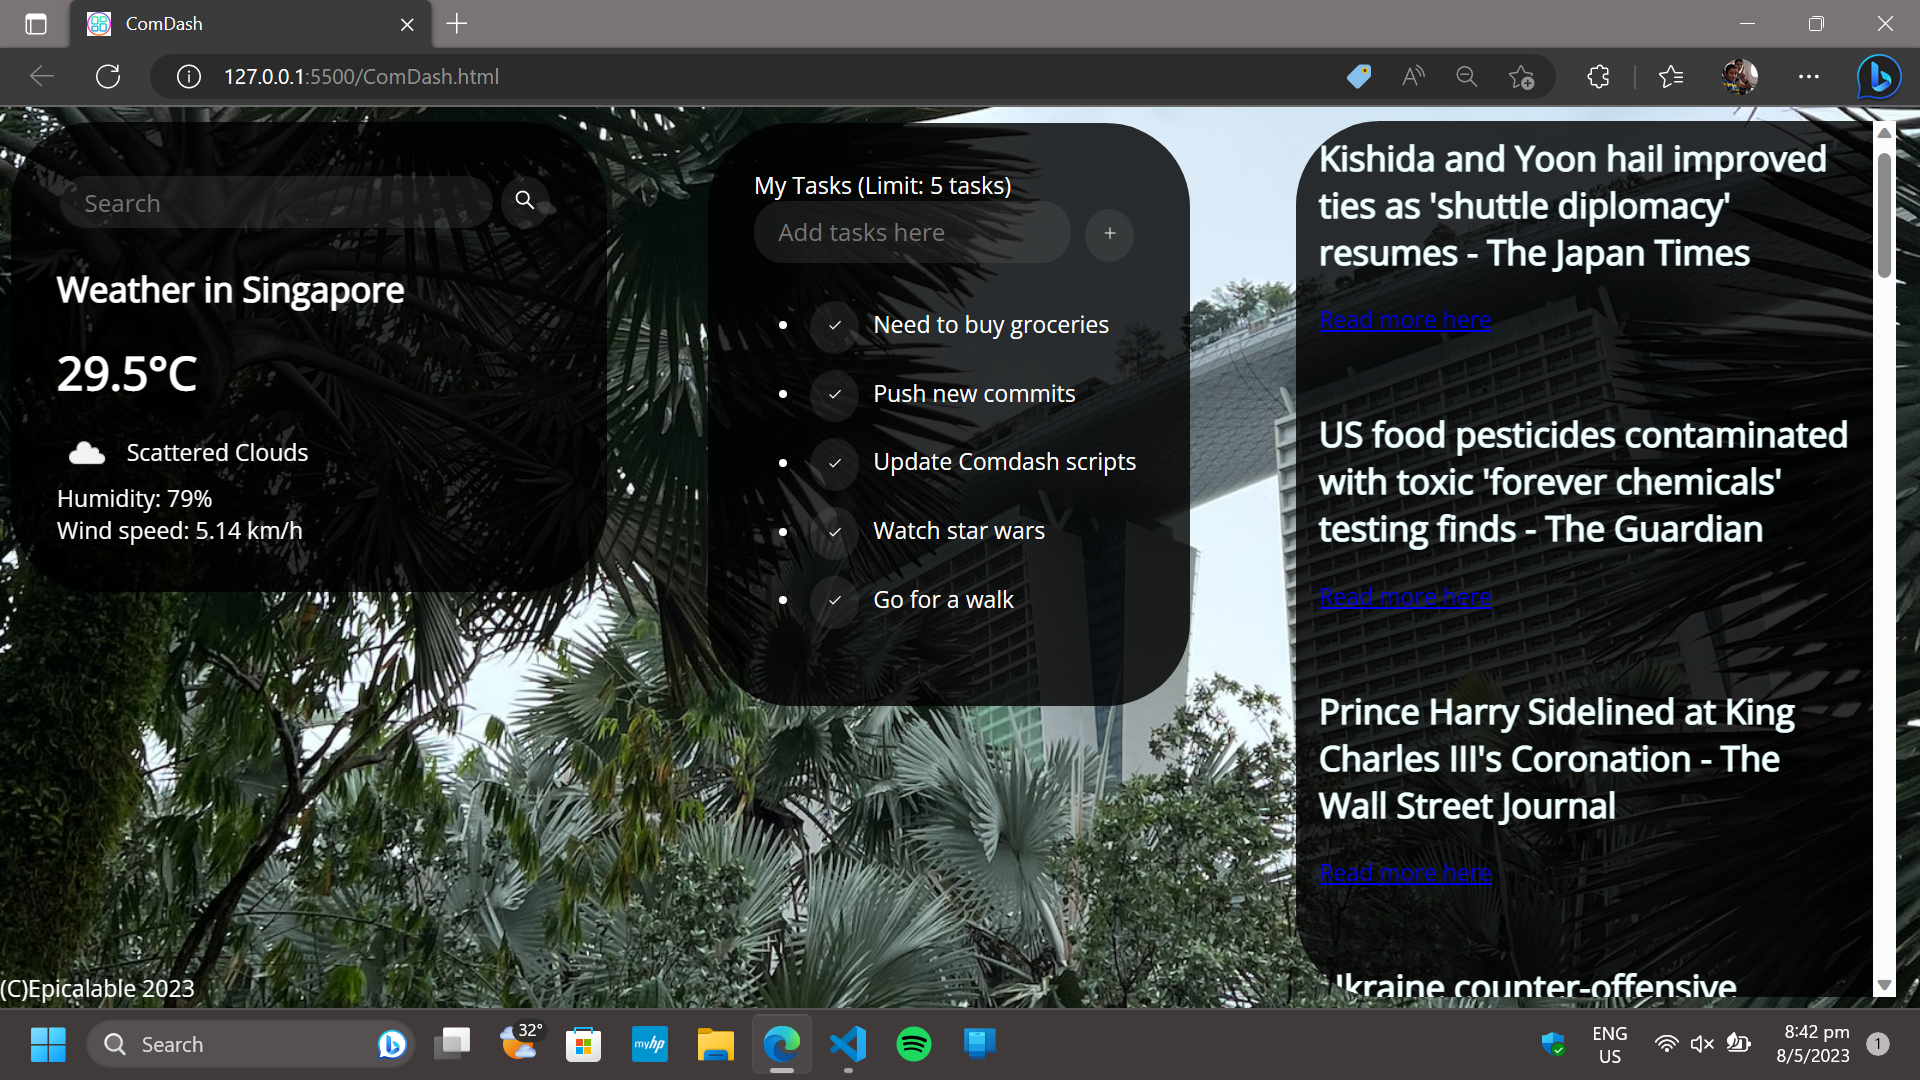 ComDash
127.0.0.1:5500/ComDash.html
Search
Weather in Singapore
29.5°C
Scattered Clouds
Humidity: 79%
Wind speed: 5.14 km/h
My Tasks (Limit: 5 tasks)
Add tasks here
+
Need to buy groceries
Push new commits
Update Comdash scripts
Watch star wars
Go for a walk
Kishida and Yoon hail improved
ties as 'shuttle diplomacy'
resumes - The Japan Times
Read more here
US food pesticides contaminated
with toxic 'forever chemicals'
testing finds - The Guardian
Read more here
Prince Harry Sidelined at King
Charles III's Coronation - The
Wall Street Journal
Read more here
Ukraine counter-offensive
(C)Epicalable 2023
Search
32°
myhp
ENG
US
8:42 pm
8/5/2023
1